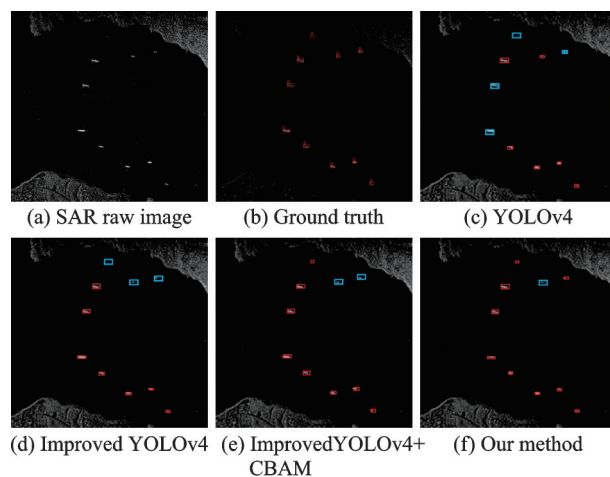 (a) SAR raw image
(b) Ground truth
(c) YOLOv4
(d) Improved YOLOv4
(e) ImprovedYOLOv4+
CBAM
(f) Our method